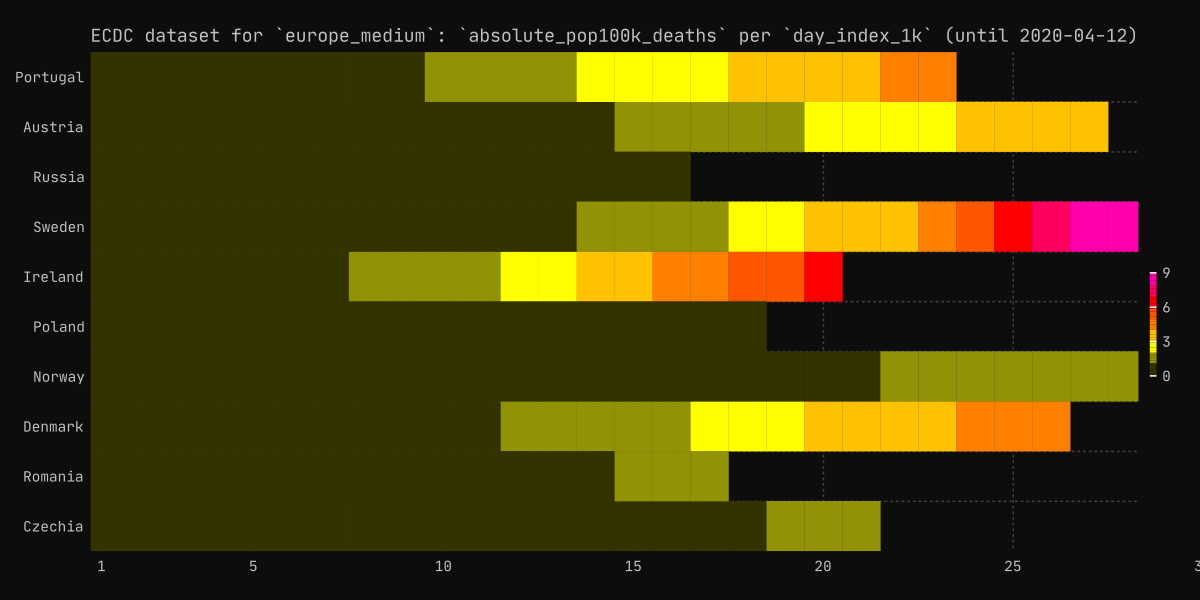 ECDC dataset for `europe_medium`: `absolute_pop100k_deaths` per `day_index_1k` (until 2020-04-12)
Portugal
Austria
Russia
Sweden
Ireland
Poland
Norway
Denmark
Romania
Czechia
9
6
3
0
1 5 10 15 20 25